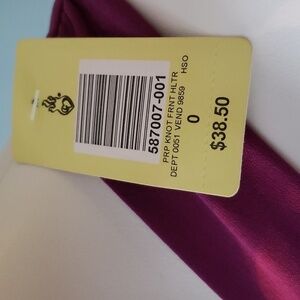 587007-001
PRP KNOT FRNT HLTR
DEPT 0051 VEND 9859 HSO
0
$38.50